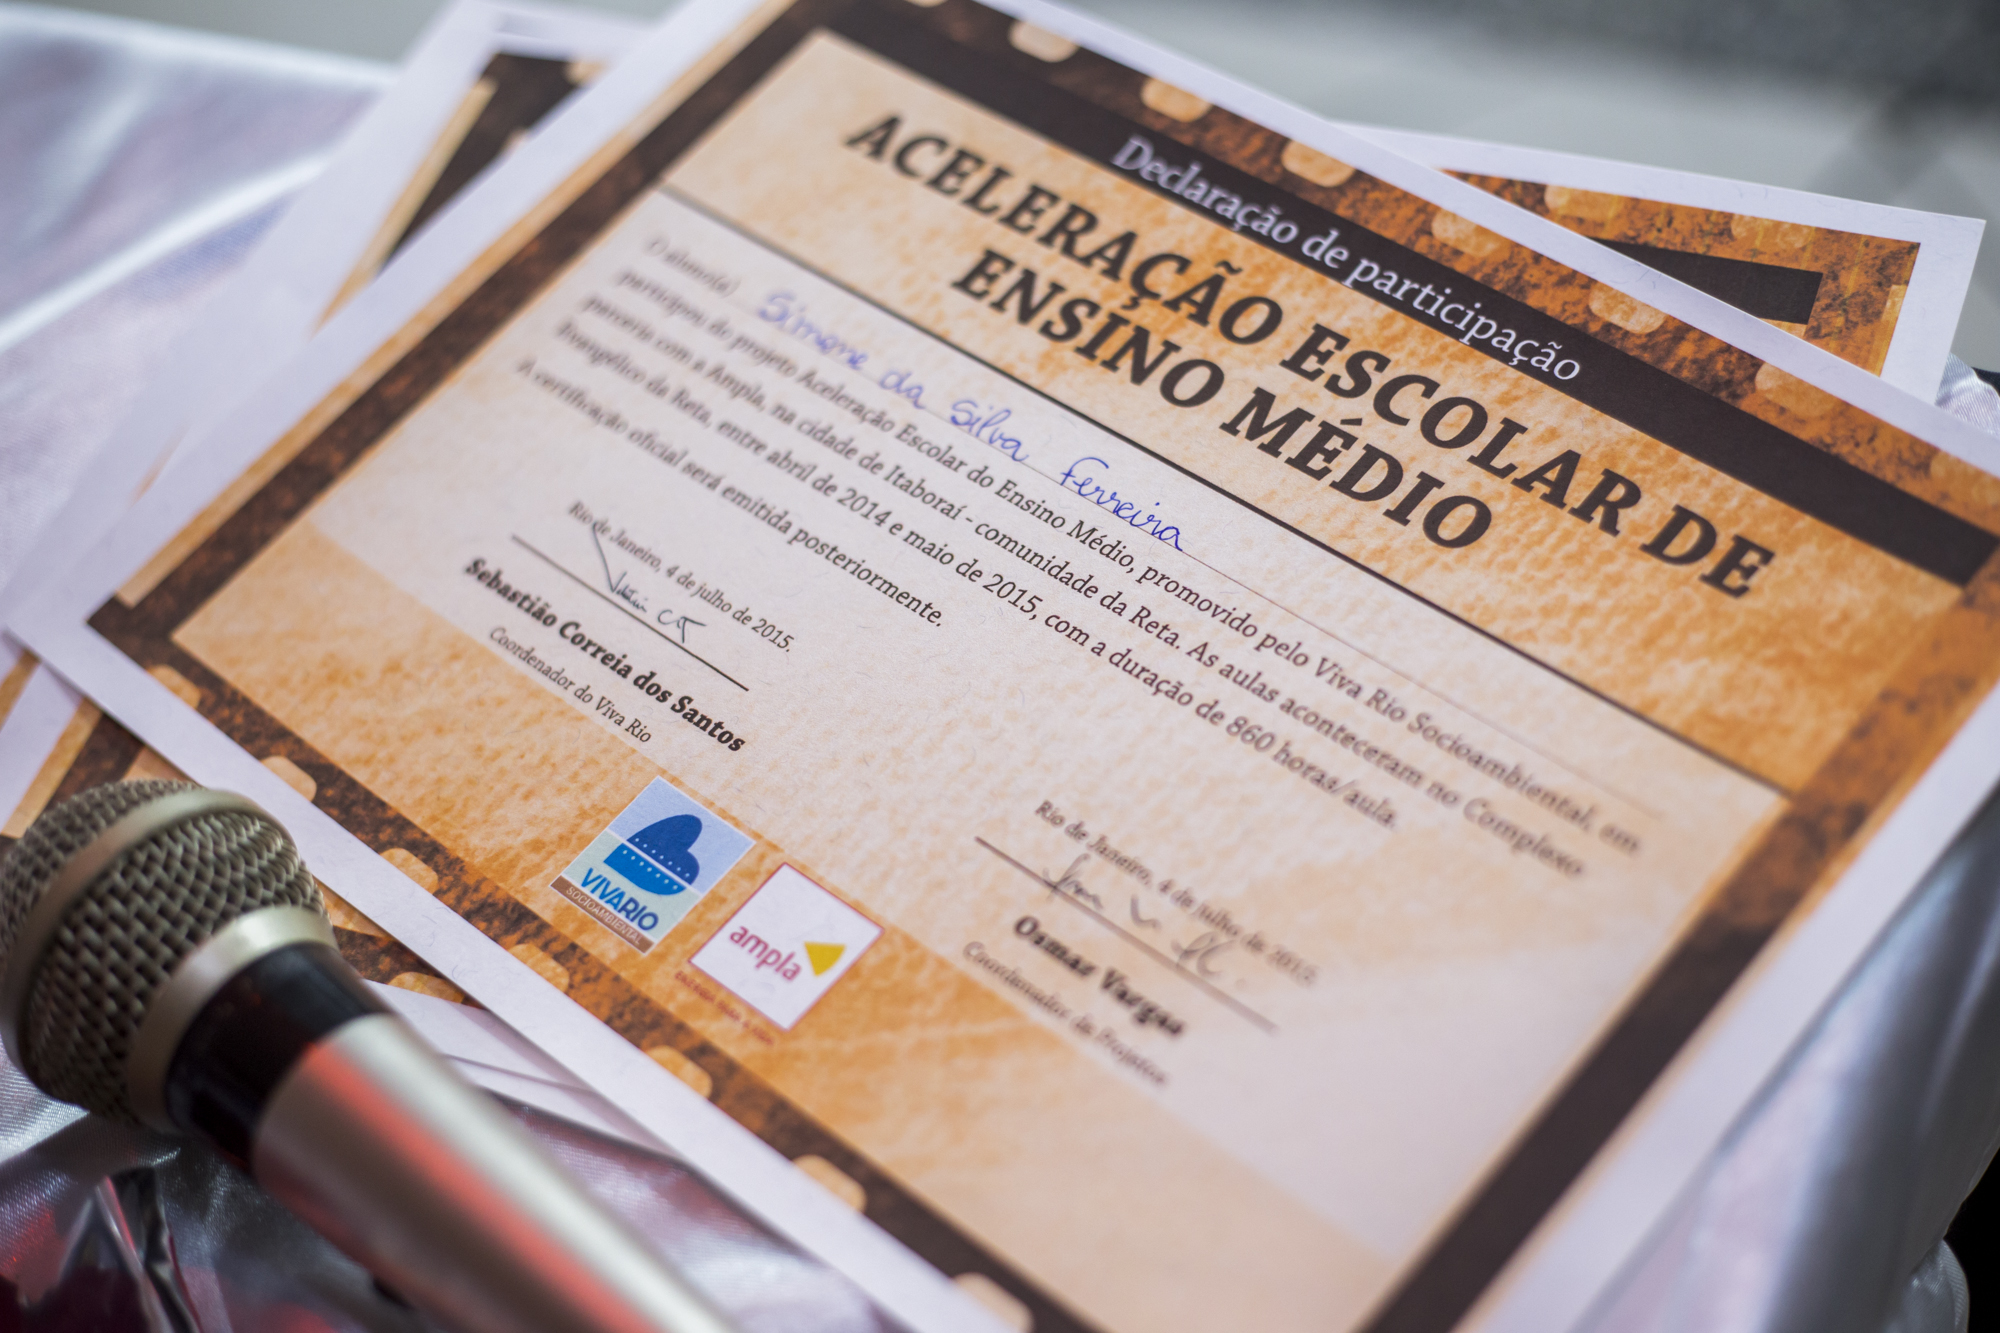 Declaração de participação
ACELERAÇÃO ESCOLAR DE
ENSINO MÉDIO
O aluno(a) Simone da Silva Ferreira
participou do projeto Aceleração Escolar do Ensino Médio, promovido pelo Viva Rio Socioambiental, em
parceria com a Ampla, na cidade de Itaboraí - comunidade da Reta. As aulas aconteceram no Complexo
Evangélico da Reta, entre abril de 2014 e maio de 2015, com a duração de 860 horas/aula.
A certificação oficial será emitida posteriormente.
Rio de Janeiro, 4 de julho de 2015.
Sebastião Correia dos Santos
Coordenador do Viva Rio
Rio de Janeiro, 4 de julho de 2015.
Osmar Vargas
Coordenador de Projetos
VIVARIO
SOCIOAMBIENTAL
ampla